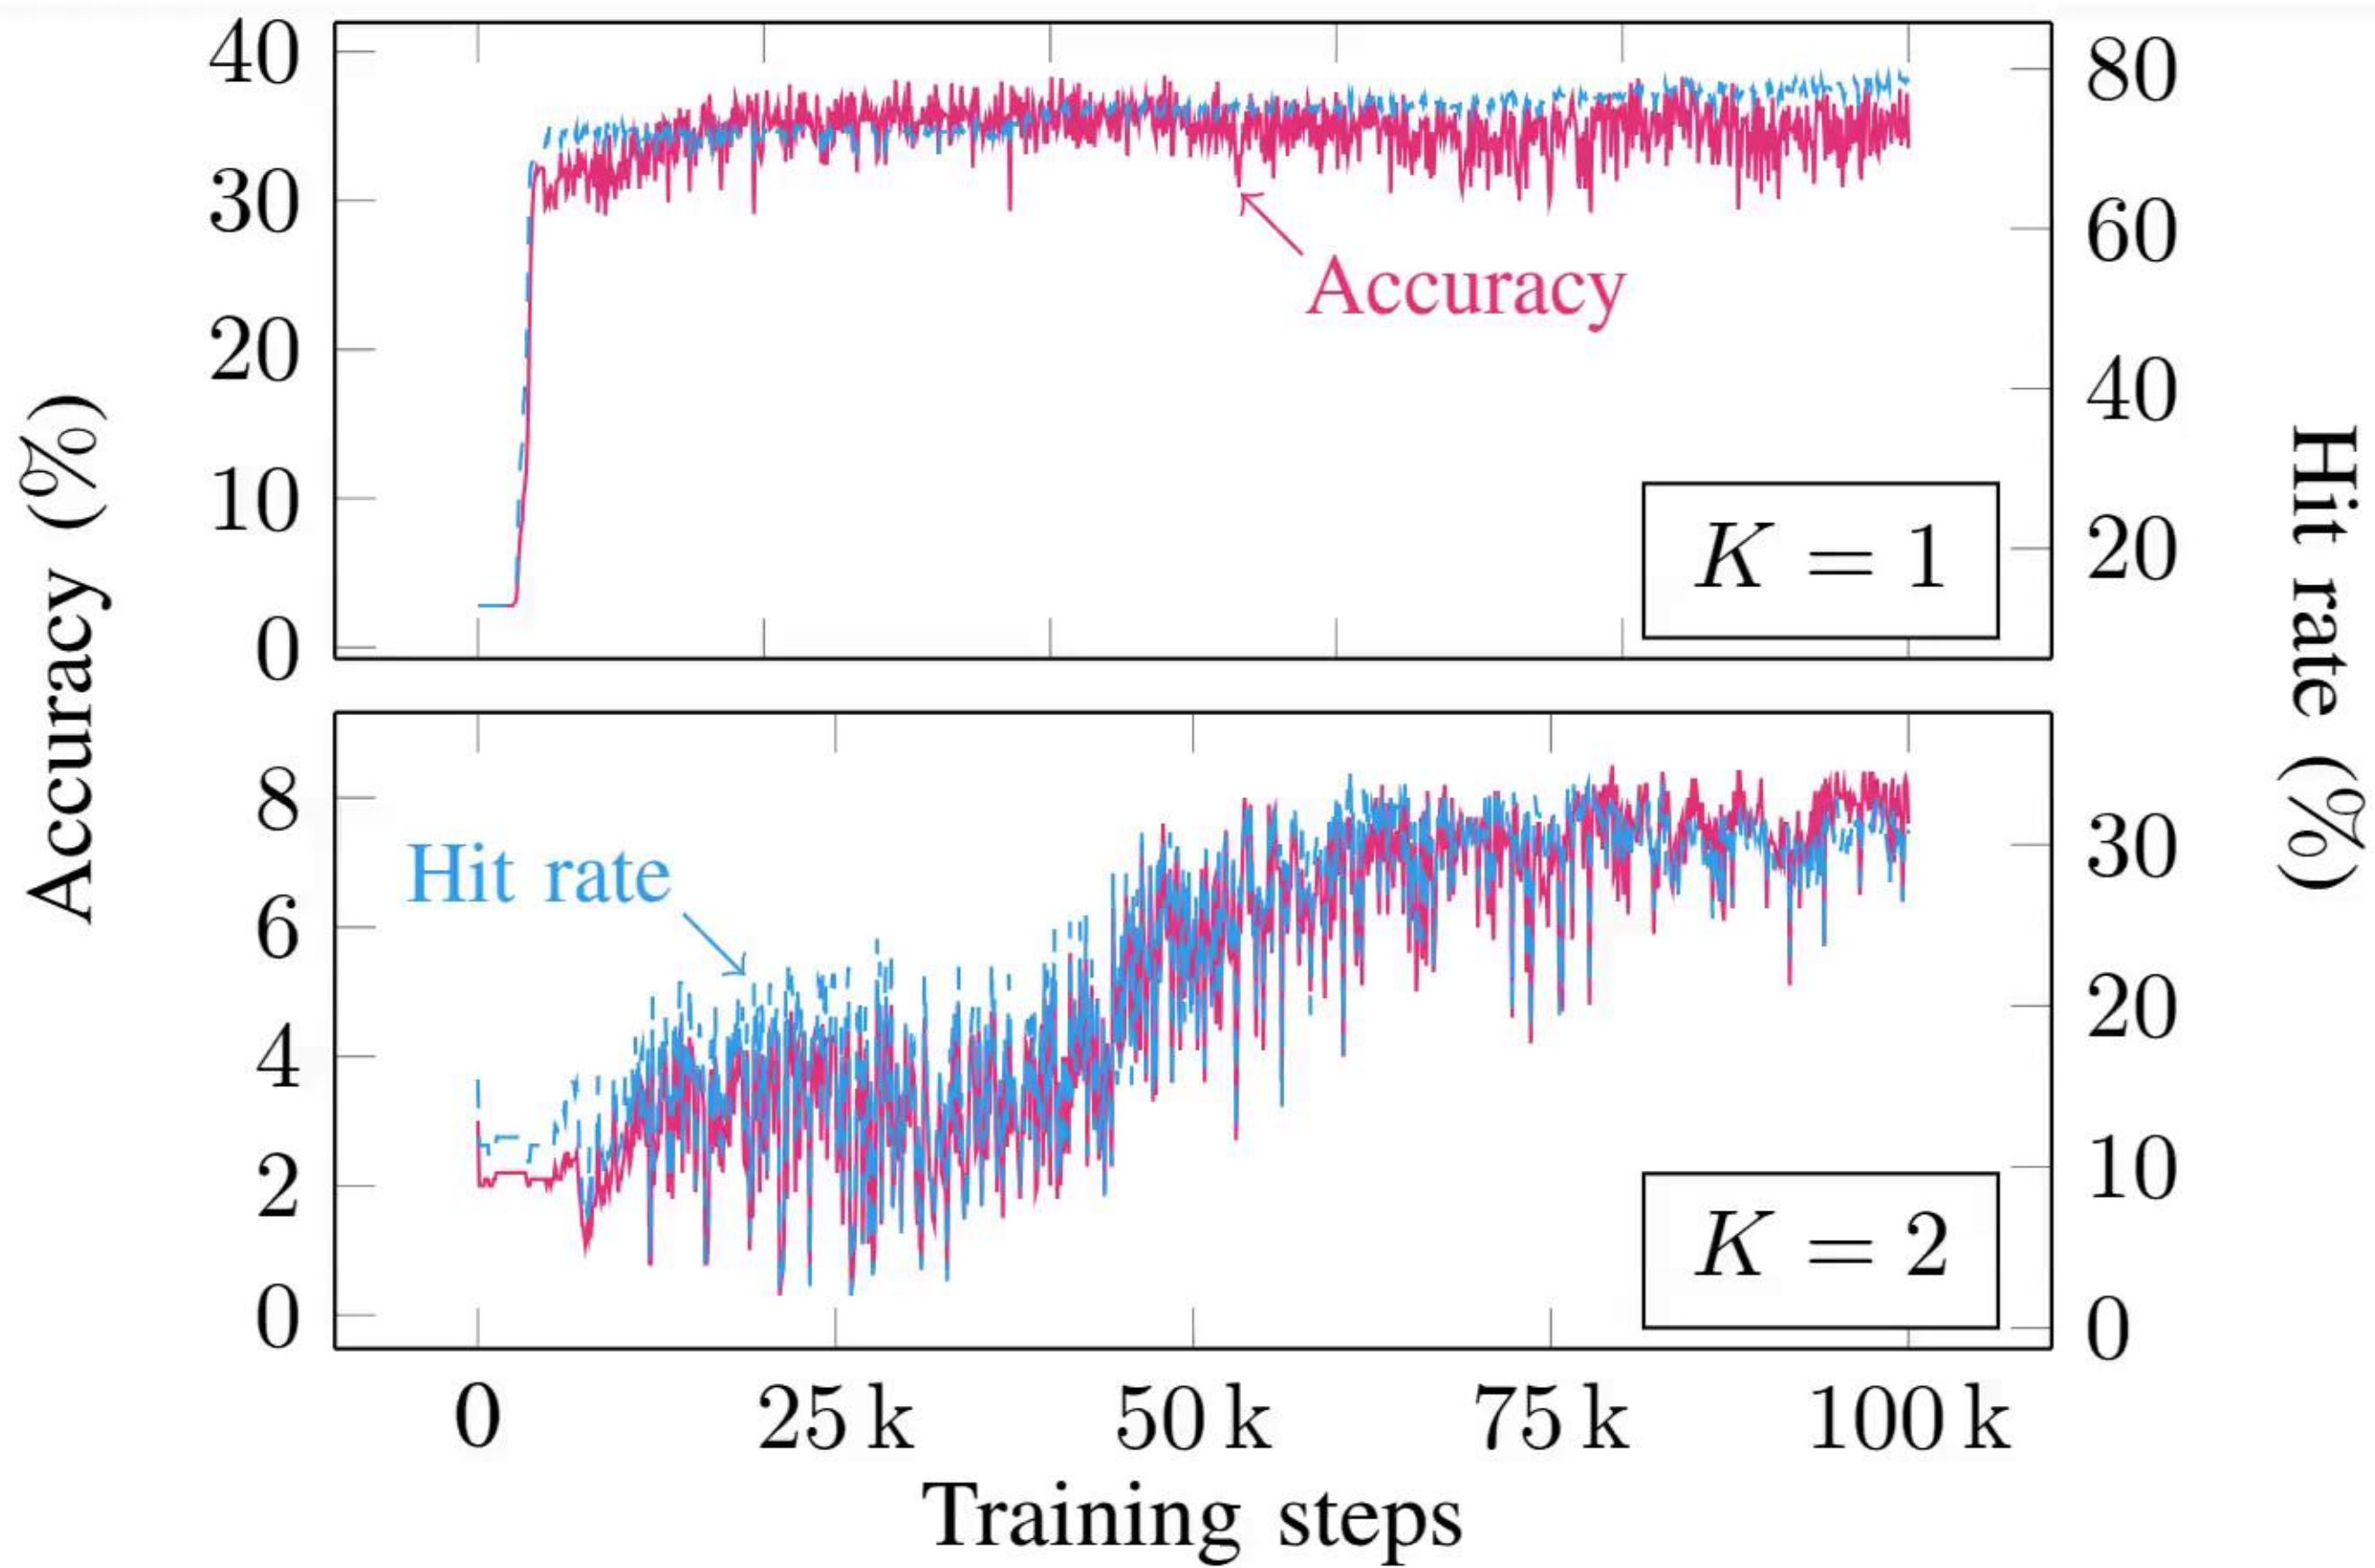 Accuracy (%)
40
30
20
10
0
Accuracy
K = 1
80
60
40
20
8
6
4
2
0
Hit rate
K = 2
30
20
10
0
Hit rate (%)
0
25 k
50 k
75 k
100 k
Training steps